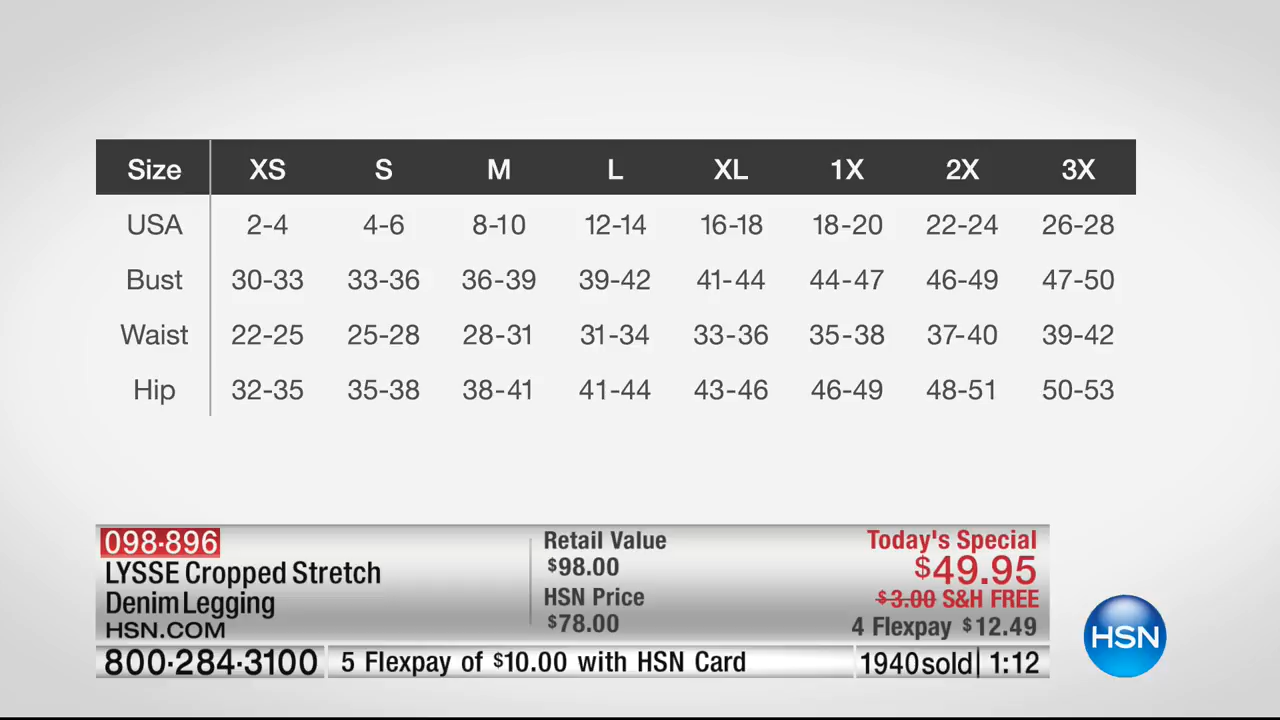 Size XS S M L XL 1X 2X 3X
USA 2-4 4-6 8-10 12-14 16-18 18-20 22-24 26-28
Bust 30-33 33-36 36-39 39-42 41-44 44-47 46-49 47-50
Waist 22-25 25-28 28-31 31-34 33-36 35-38 37-40 39-42
Hip 32-35 35-38 38-41 41-44 43-46 46-49 48-51 50-53
098·896
LYSSE Cropped Stretch
Denim Legging
HSN.COM
Retail Value
$98.00
HSN Price
$78.00
Today's Special
$49.95
$3.00 S&H FREE
4 Flexpay $12.49
800·284·3100
5 Flexpay of $10.00 with HSN Card
1940 sold
1:12
HSN